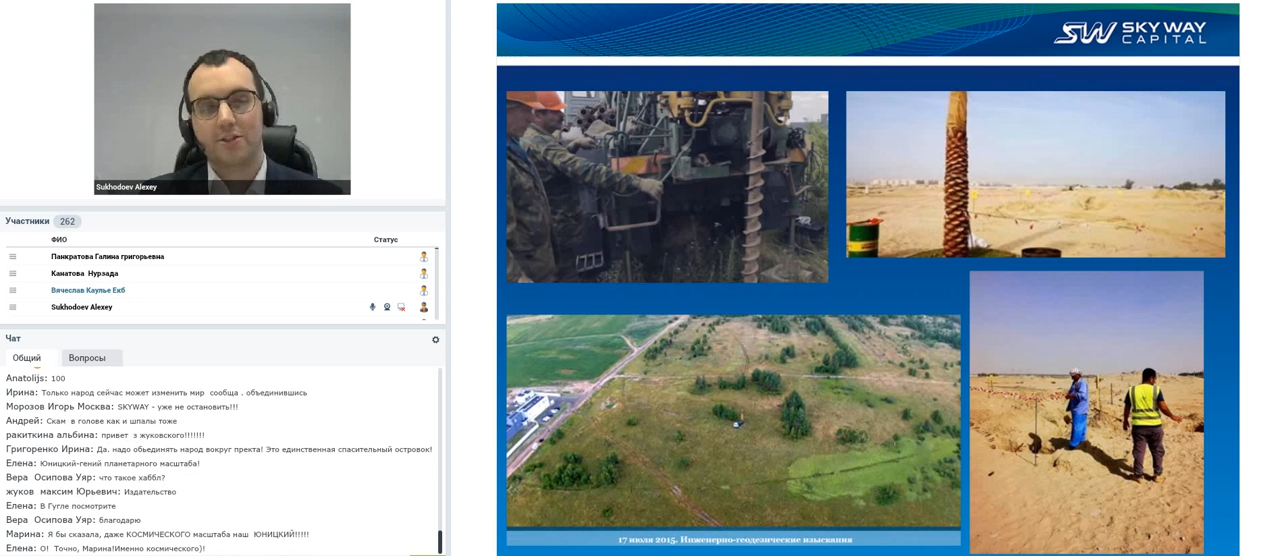 SW SKY WAY
CAPITAL
Sukhodoev Alexey
Участники 262
ФИО Статус
Панкратова Галина григорьевна
Канатова Нурзада
Вячеслав Каулье Екб
Sukhodoev Alexey
Чат
Общий Вопросы
Anatolijs: 100
Ирина: Только народ сейчас может изменить мир сообща . объединившись
Морозов Игорь Москва: SKYWAY - уже не остановить!!!
Андрей: Скам в голове как и шпалы тоже
ракиткина альбина: привет з жуковского!!!!!!!
Григоренко Ирина: Да. надо обьединять народ вокруг пректа! Это единственная спасительный островок!
Елена: Юницкий-гений планетарного масштаба!
Вера Осипова Уяр: что такое хаббл?
жуков максим Юрьевич: Издательство
Елена: В Гугле посмотрите
Вера Осипова Уяр: благодарю
Марина: Я бы сказала, даже КОСМИЧЕСКОГО масштаба наш ЮНИЦКИЙ!!!!!
Елена: О! Точно, Марина!Именно космического)!
17 июля 2015. Инженерно-геодезические изыскания